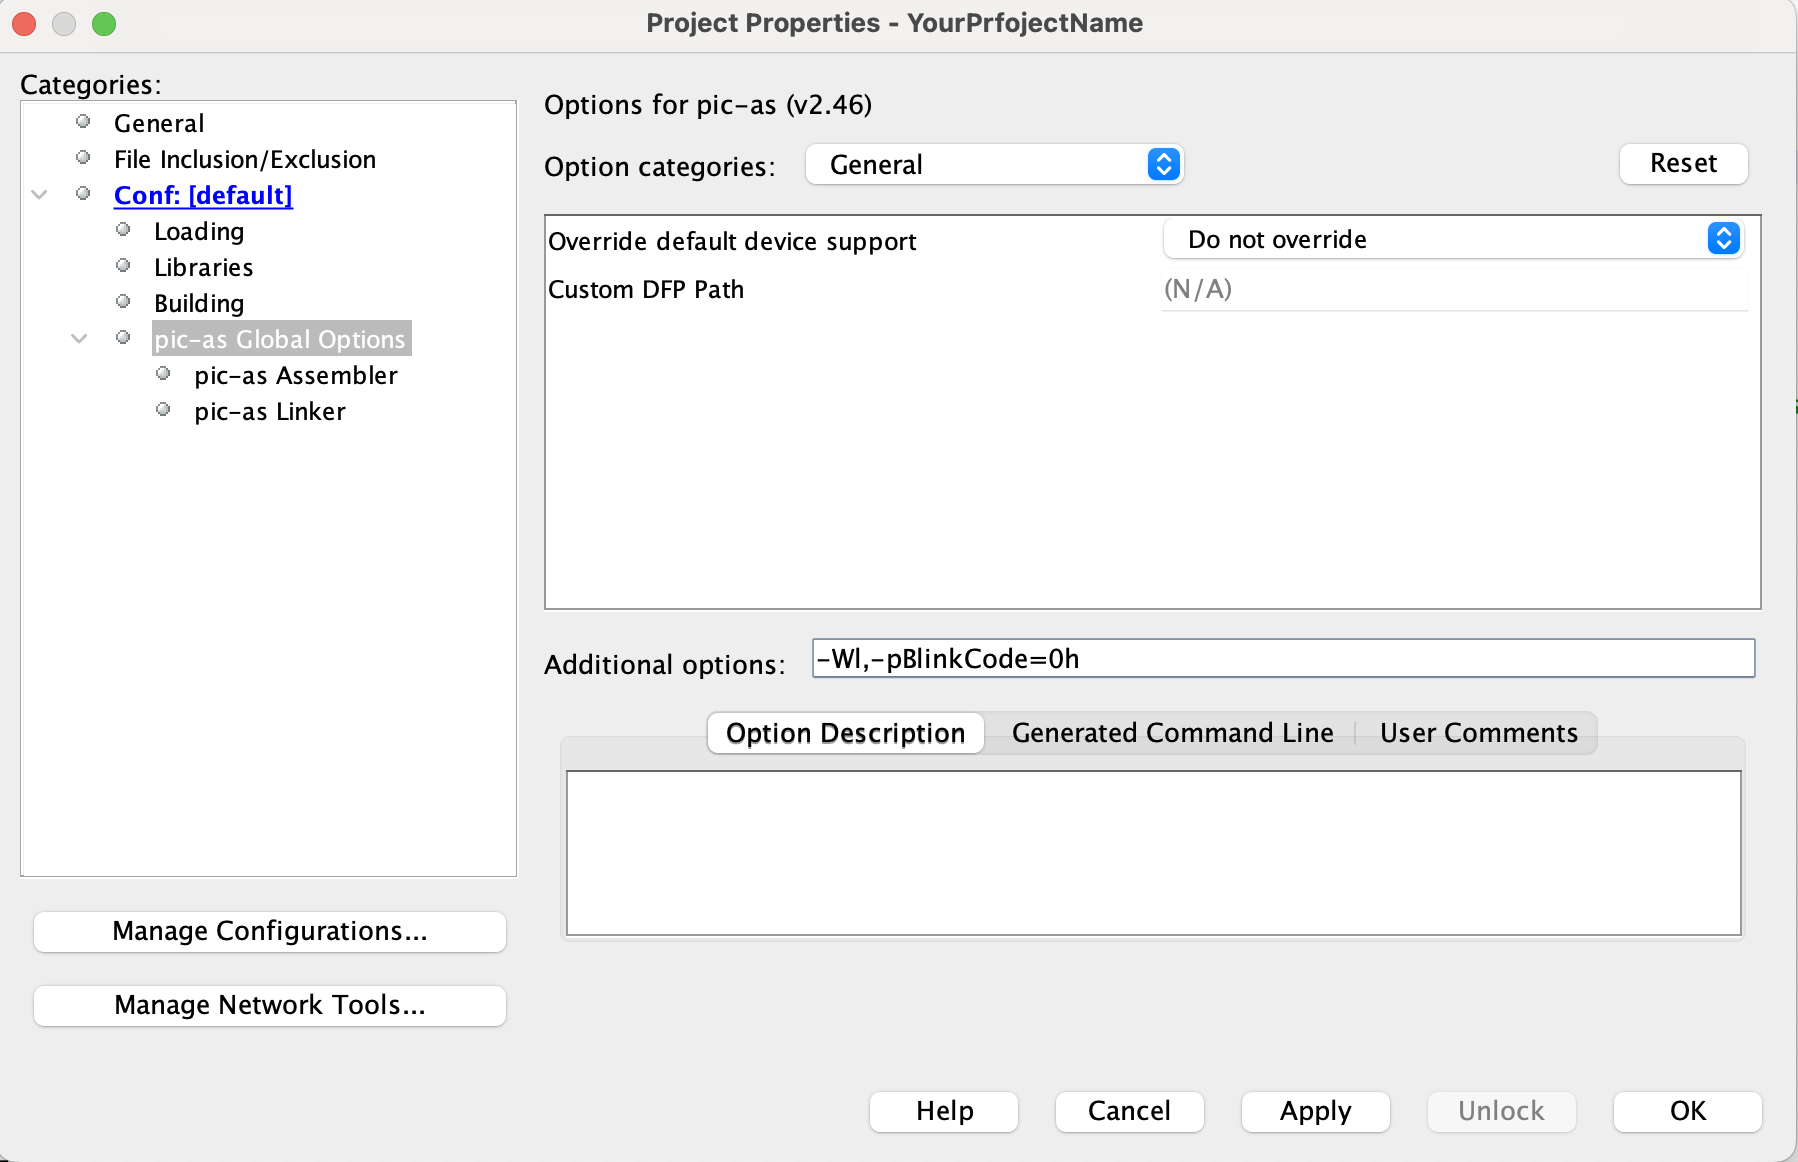 Project Properties - YourPrfojectName
Categories:
General
File Inclusion/Exclusion
Conf: [default]
Loading
Libraries
Building
pic-as Global Options
pic-as Assembler
pic-as Linker
Manage Configurations...
Manage Network Tools...
Options for pic-as (v2.46)
Option categories: General Reset
Override default device support Do not override
Custom DFP Path (N/A)
Additional options: -Wl,-pBlinkCode=0h
Option Description Generated Command Line User Comments
Help Cancel Apply Unlock OK